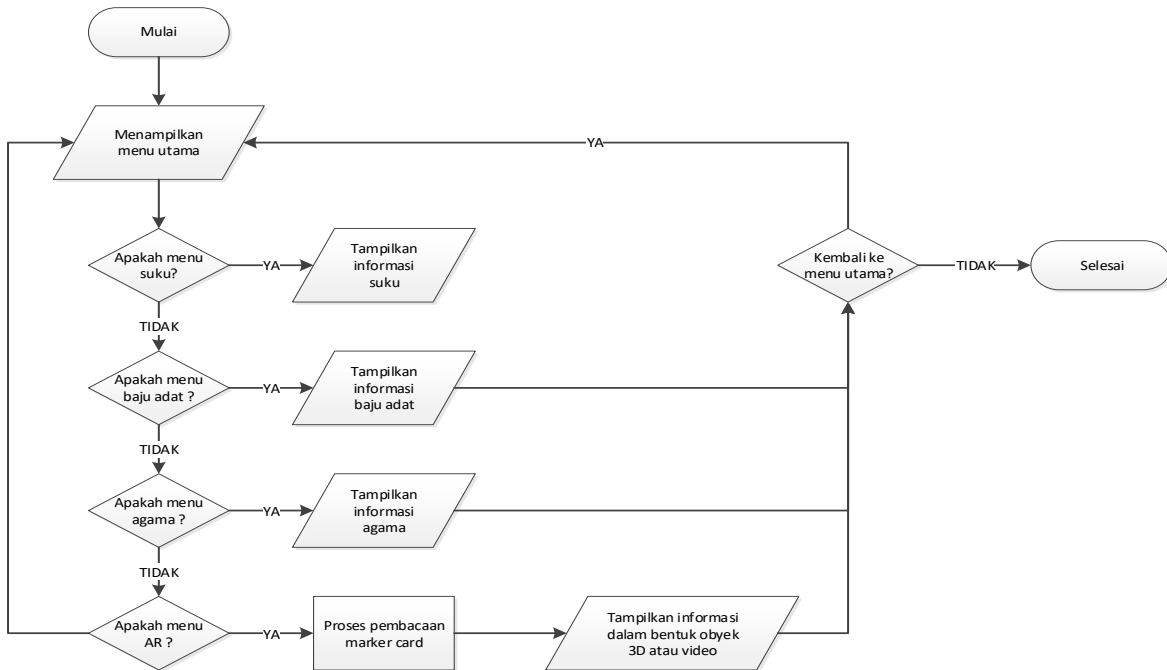 Mulai
Menampilkan
menu utama
YA
Apakah menu
suku?
YA
Tampilkan
informasi
suku
Kembali ke
menu utama?
TIDAK
Selesai
TIDAK
Apakah menu
baju adat ?
YA
Tampilkan
informasi
baju adat
TIDAK
Apakah menu
agama ?
YA
Tampilkan
informasi
agama
TIDAK
Apakah menu
AR ?
YA
Proses pembacaan
marker card
Tampilkan informasi
dalam bentuk obyek
3D atau video